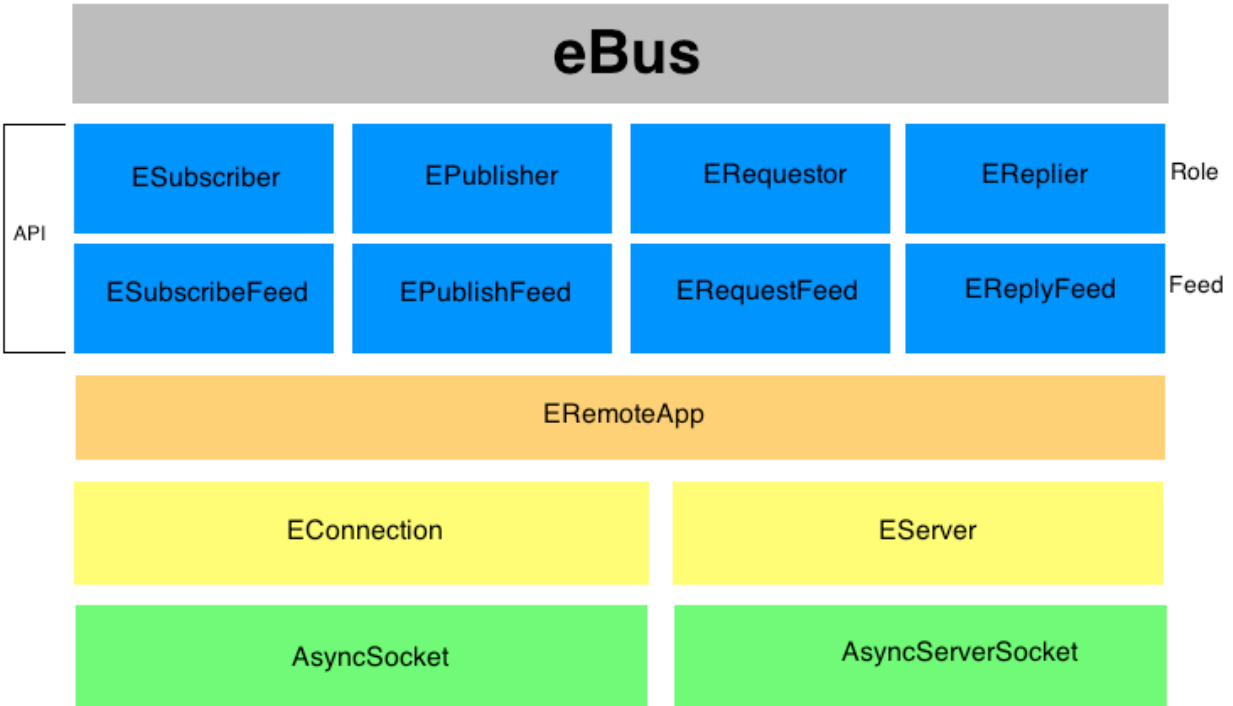 eBus
ESubscriber
EPublisher
ERequestor
EReplier
Role
API
ESubscribeFeed
EPublishFeed
ERequestFeed
EReplyFeed
Feed
ERemoteApp
EConnection
EServer
AsyncSocket
AsyncServerSocket